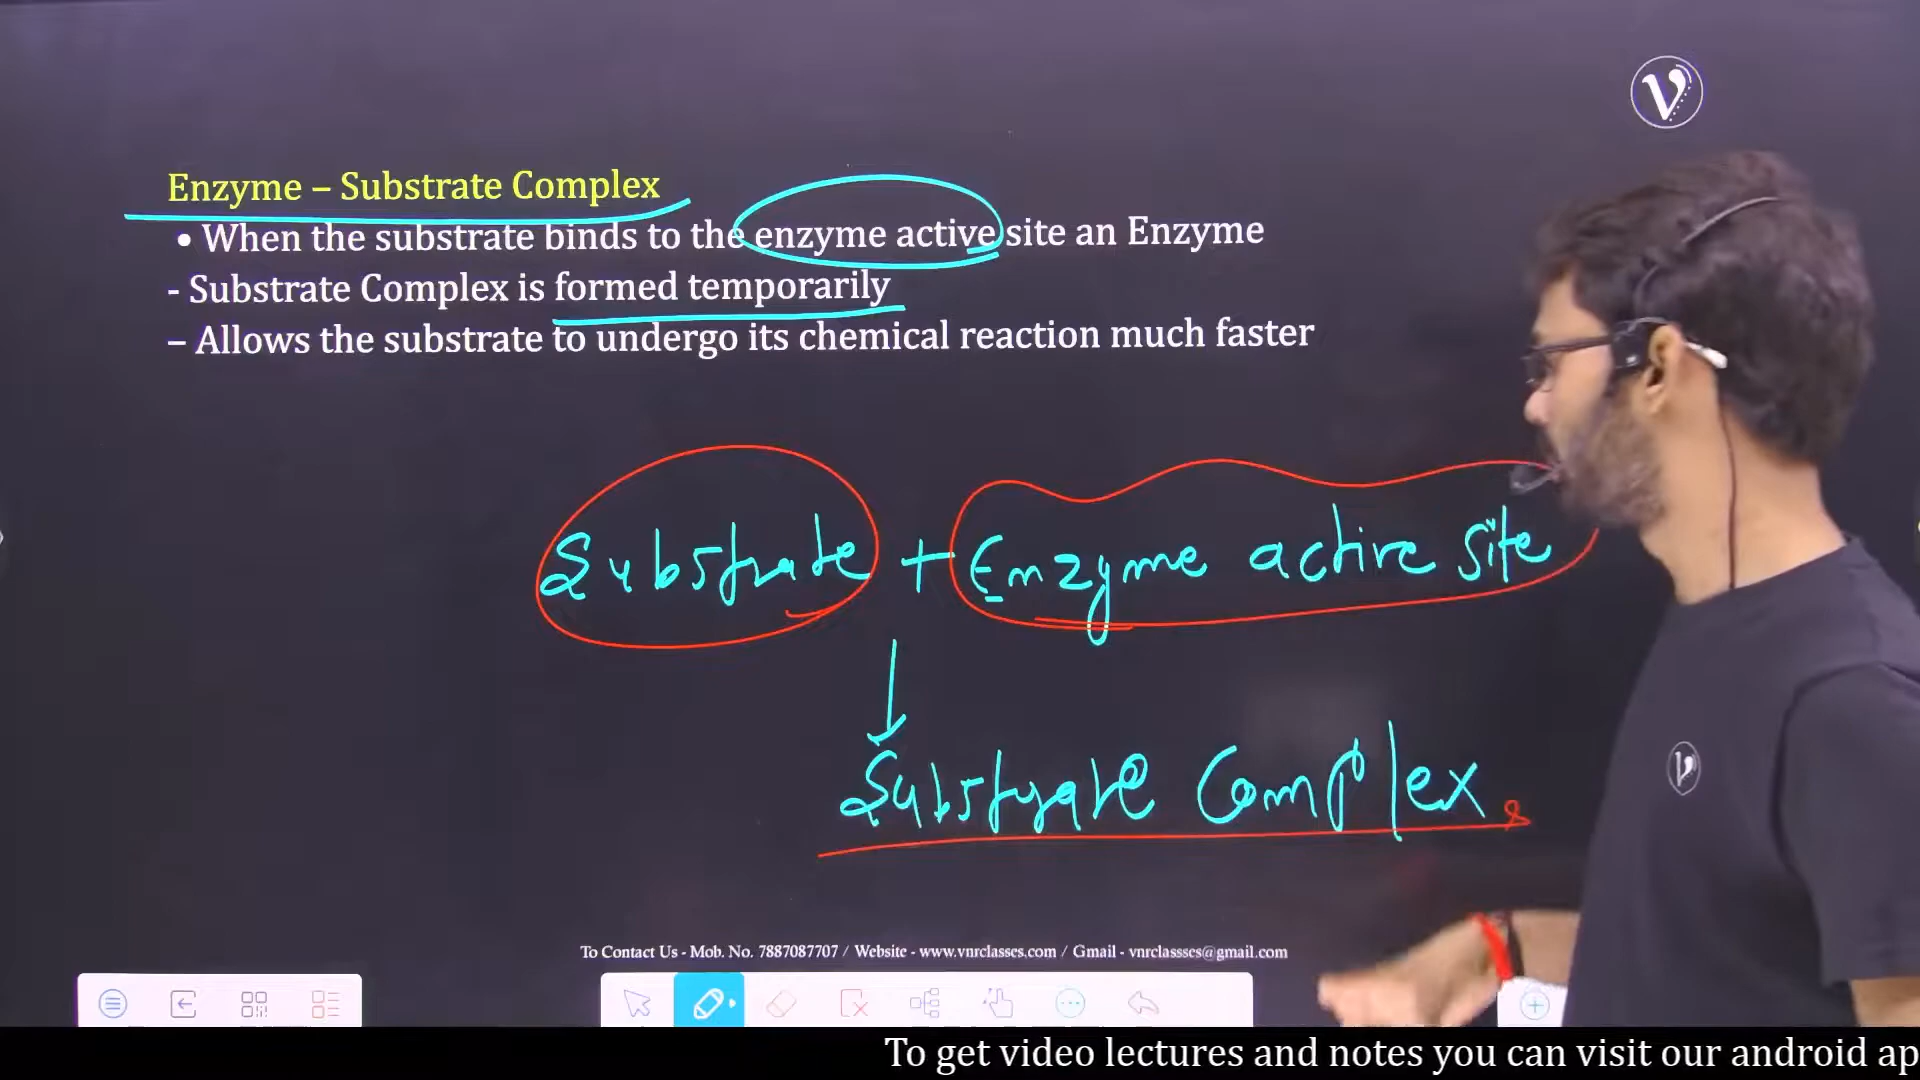 Enzyme – Substrate Complex
• When the substrate binds to the enzyme active site an Enzyme
- Substrate Complex is formed temporarily
– Allows the substrate to undergo its chemical reaction much faster
Substrate + Enzyme active site
Substrate Complex.
To Contact Us - Mob. No. 7887087707 / Website - www.vnrclasses.com / Gmail - vnrclassses@gmail.com
To get video lectures and notes you can visit our android ap